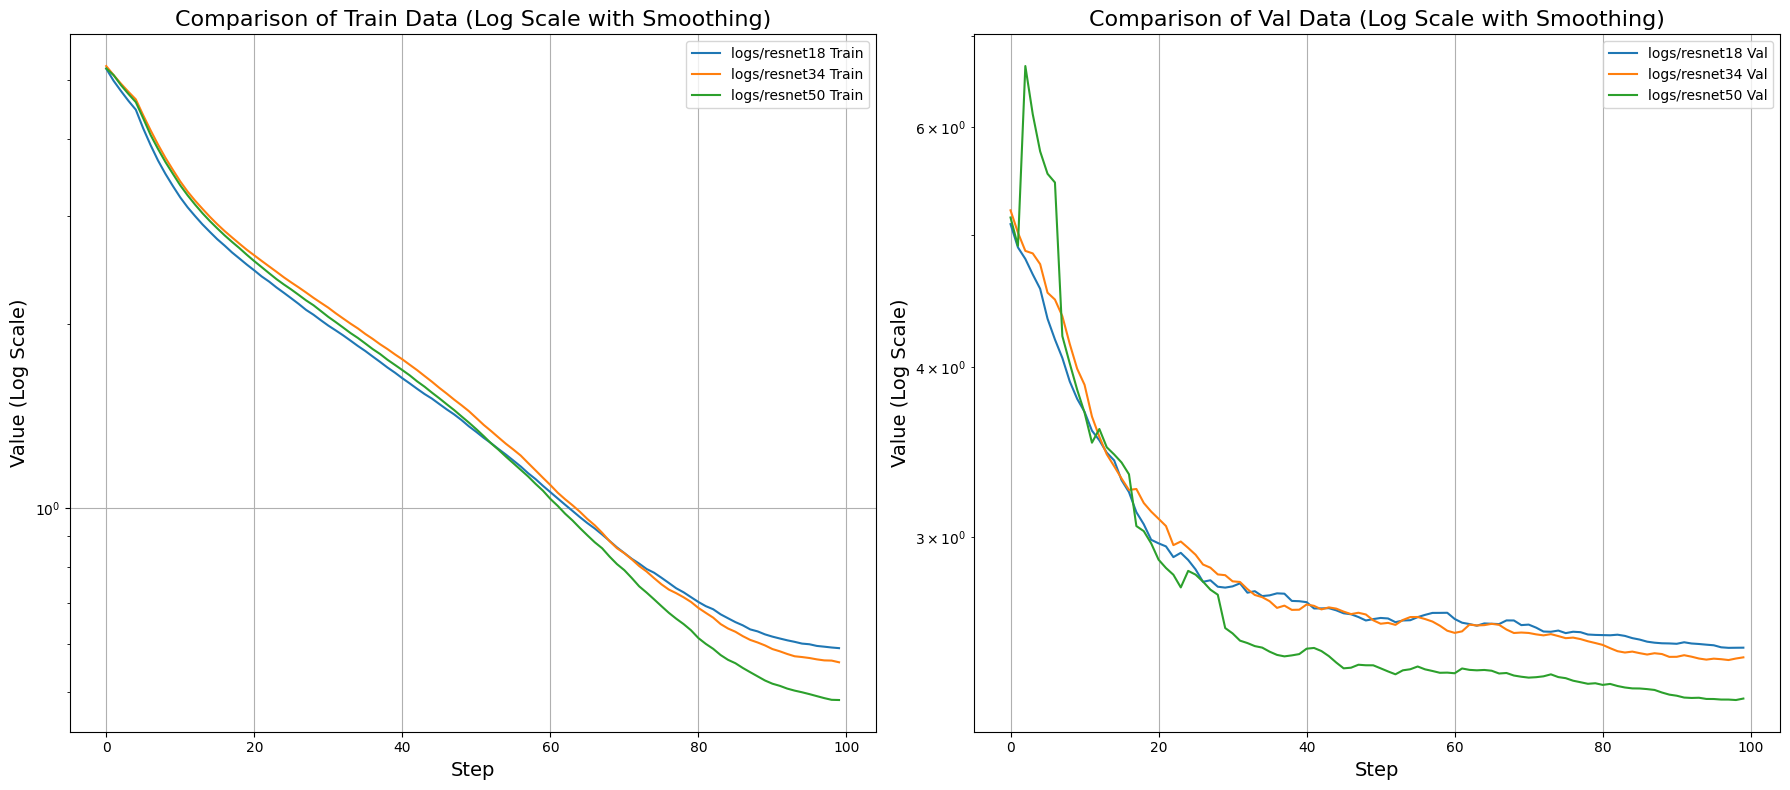 Comparison of Train Data (Log Scale with Smoothing)
logs/resnet18 Train
logs/resnet34 Train
logs/resnet50 Train
Value (Log Scale)
10⁰
0 20 40 60 80 100
Step
Comparison of Val Data (Log Scale with Smoothing)
logs/resnet18 Val
logs/resnet34 Val
logs/resnet50 Val
Value (Log Scale)
6 × 10⁰
4 × 10⁰
3 × 10⁰
0 20 40 60 80 100
Step